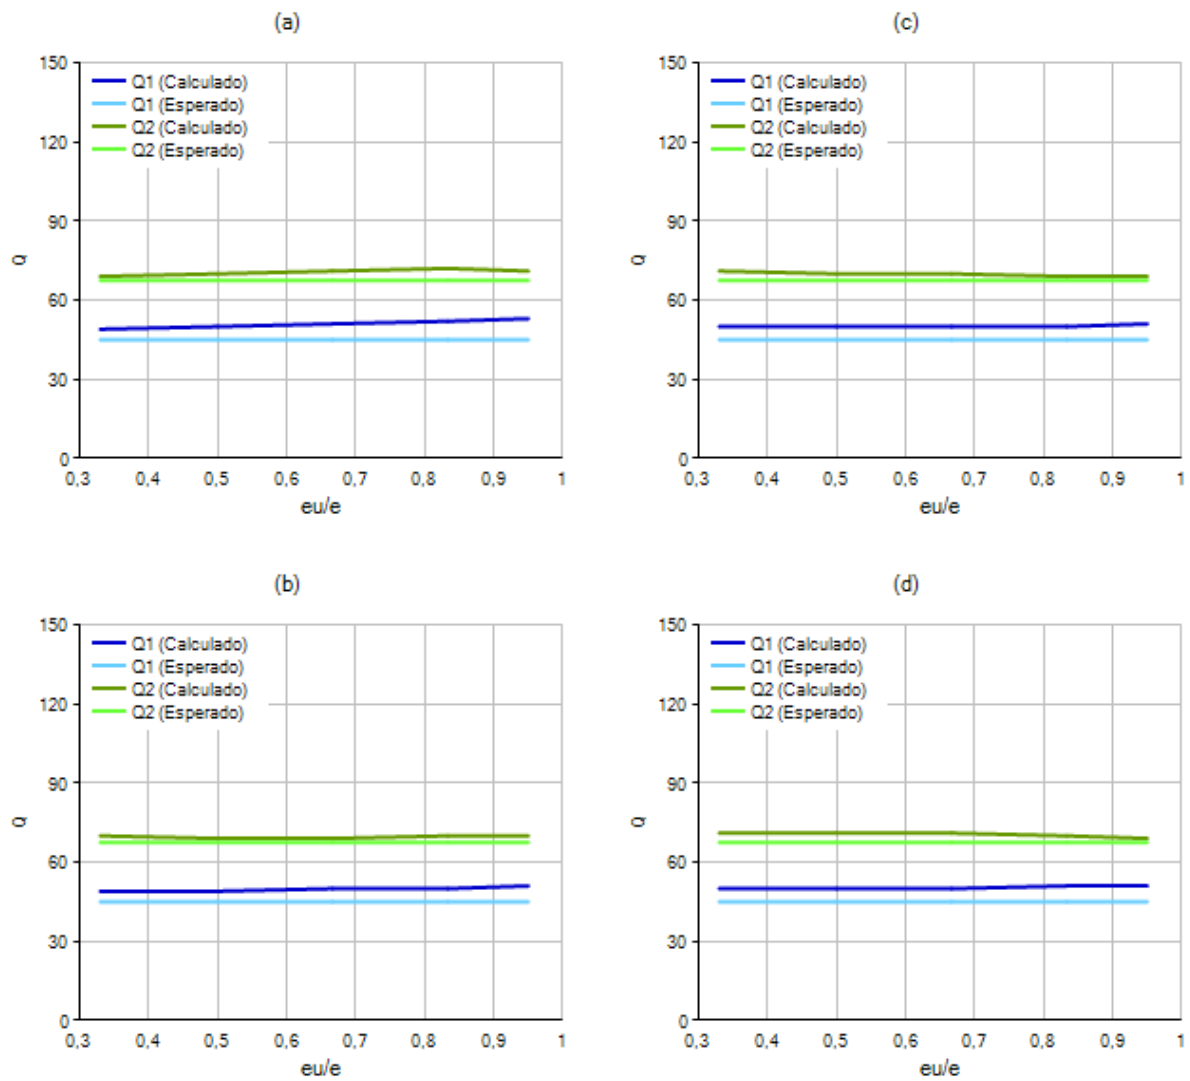 (a)
150
120
90
60
30
0
Q
Q1 (Calculado)
Q1 (Esperado)
Q2 (Calculado)
Q2 (Esperado)
0,3 0,4 0,5 0,6 0,7 0,8 0,9 1
eu/e
(c)
150
120
90
60
30
0
Q
Q1 (Calculado)
Q1 (Esperado)
Q2 (Calculado)
Q2 (Esperado)
0,3 0,4 0,5 0,6 0,7 0,8 0,9 1
eu/e
(b)
150
120
90
60
30
0
Q
Q1 (Calculado)
Q1 (Esperado)
Q2 (Calculado)
Q2 (Esperado)
0,3 0,4 0,5 0,6 0,7 0,8 0,9 1
eu/e
(d)
150
120
90
60
30
0
Q
Q1 (Calculado)
Q1 (Esperado)
Q2 (Calculado)
Q2 (Esperado)
0,3 0,4 0,5 0,6 0,7 0,8 0,9 1
eu/e